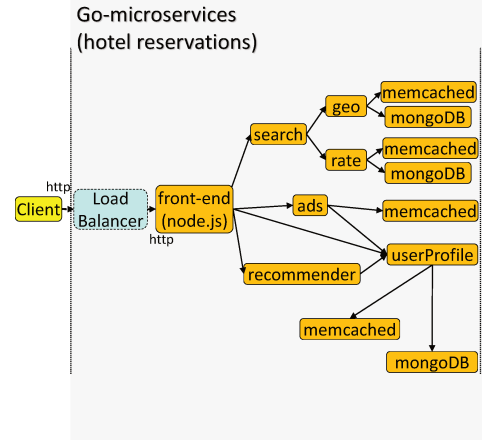 Go-microservices
(hotel reservations)
memcached
geo
mongoDB
search
memcached
rate
mongoDB
http
Client
Load
Balancer
front-end
(node.js)
http
ads
memcached
userProfile
recommender
memcached
mongoDB